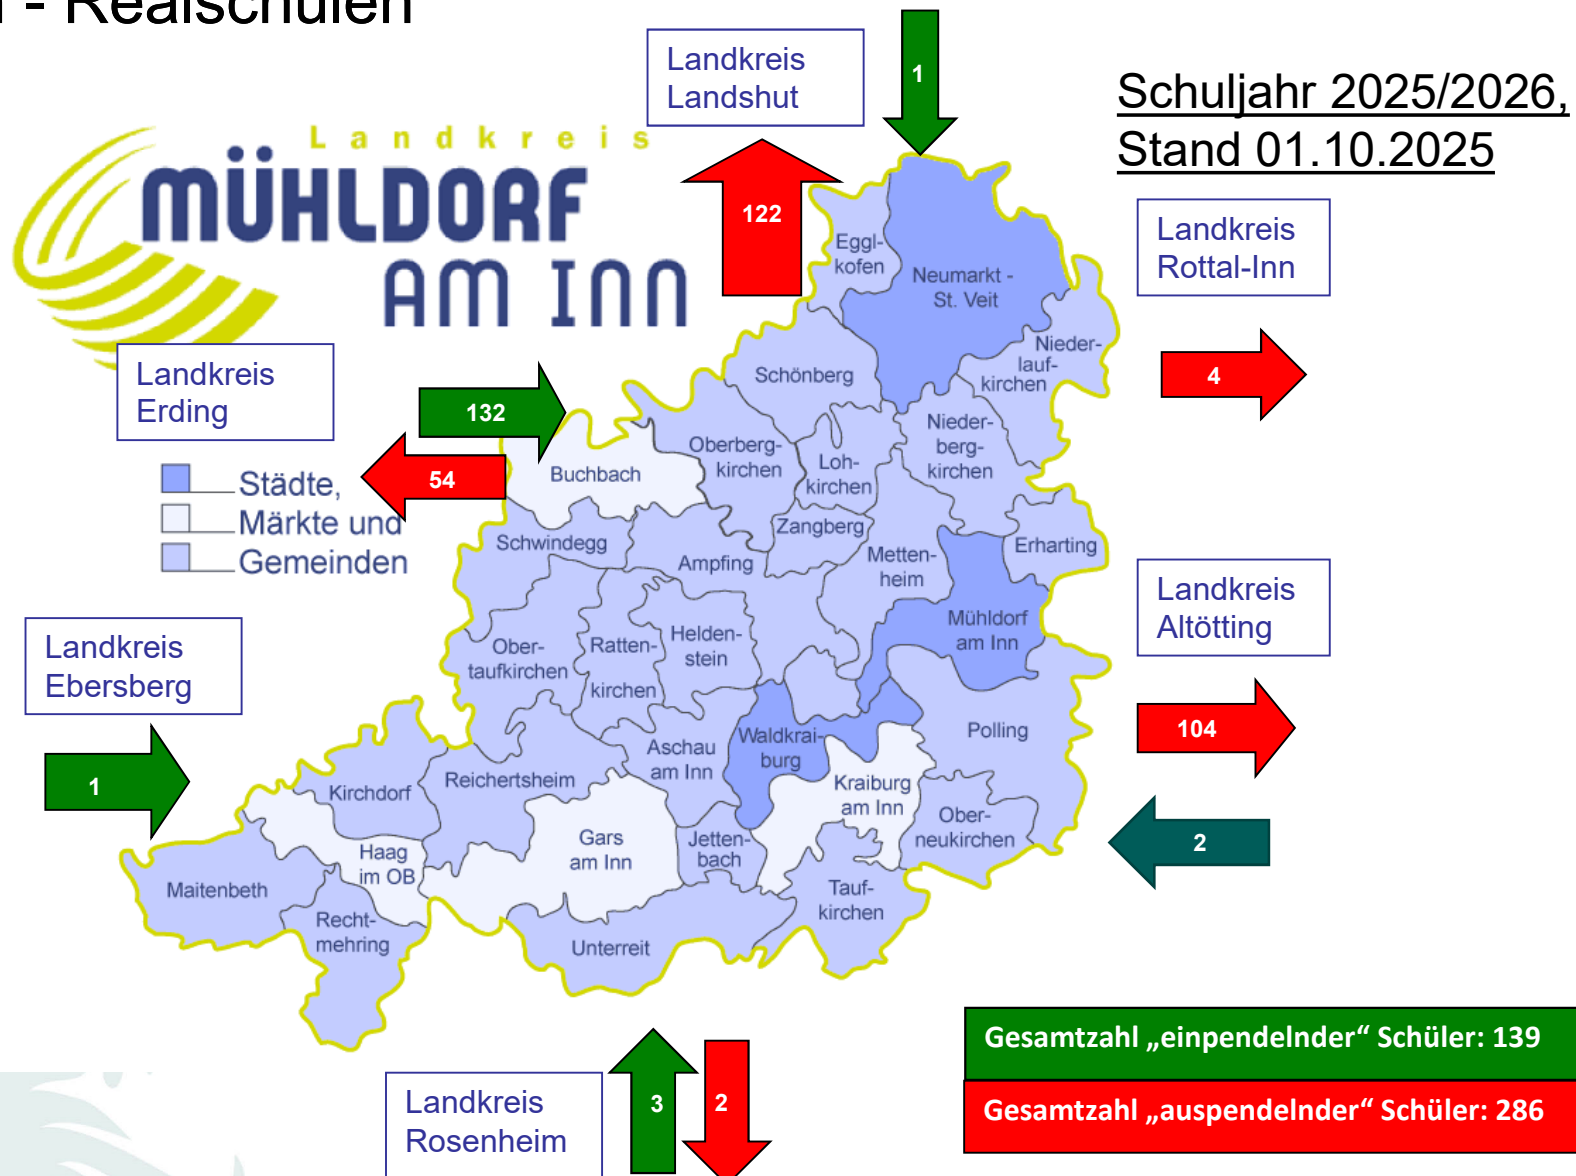 - Realschulen
Landkreis
Landshut
1
Schuljahr 2025/2026,
Stand 01.10.2025
Landkreis
MÜHLDORF
AM INN
122
Landkreis
Rottal-Inn
4
Landkreis
Erding
132
54
Städte,
Märkte und
Gemeinden
Eggl-
kofen
Neumarkt -
St. Veit
Nieder-
lauf-
kirchen
Schönberg
Nieder-
berg-
kirchen
Oberberg-
kirchen
Loh-
kirchen
Buchbach
Zangberg
Schwindegg
Ampfing
Metten-
heim
Erharting
Mühldorf
am Inn
Ober-
taufkirchen
Ratten-
kirchen
Helden-
stein
Landkreis
Altötting
Landkreis
Ebersberg
Polling
104
1
Waldkrai-
burg
Aschau
am Inn
Reichertsheim
Kirchdorf
Kraiburg
am Inn
Ober-
neukirchen
2
Gars
am Inn
Jetten-
bach
Haag
im OB
Maitenbeth
Tauf-
kirchen
Recht-
mehring
Unterreit
Gesamtzahl „einpendelnder“ Schüler: 139
Gesamtzahl „auspendelnder“ Schüler: 286
Landkreis
Rosenheim
3
2